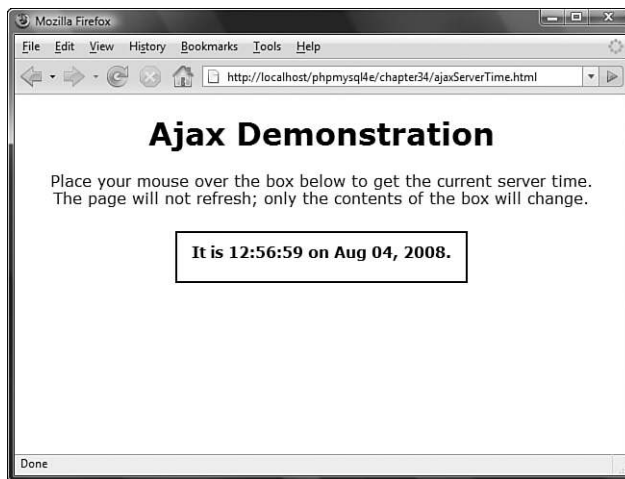 Mozilla Firefox
File Edit View History Bookmarks Tools Help
http://localhost/phpmysql4e/chapter34/ajaxServerTime.html
Ajax Demonstration
Place your mouse over the box below to get the current server time.
The page will not refresh; only the contents of the box will change.
It is 12:56:59 on Aug 04, 2008.
Done